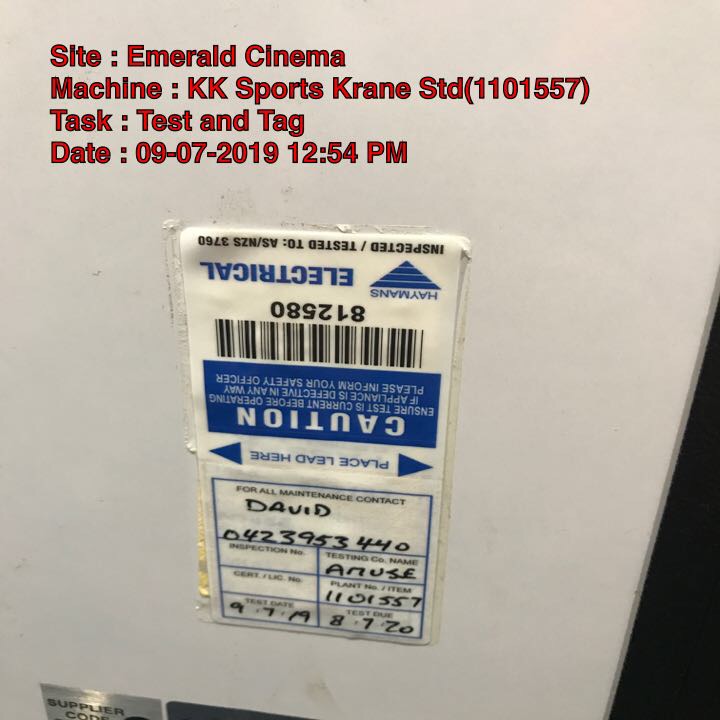 Site : Emerald Cinema
Machine : KK Sports Krane Std(1101557)
Task : Test and Tag
Date : 09-07-2019 12:54 PM
INSPECTED / TESTED TO: AS/NZS 3760
HAYMANS
ELECTRICAL
812580
CAUTION
ENSURE TEST IS CURRENT BEFORE OPERATING
IF APPLIANCE IS DEFECTIVE IN ANY WAY
PLEASE INFORM YOUR SAFETY OFFICER
PLACE LEAD HERE
FOR ALL MAINTENANCE CONTACT
DAVID
0423953440
INSPECTION No. TESTING Co. NAME
AMUSE
CERT. / LIC. No. PLANT No. / ITEM
1101557
TEST DATE TEST DUE
9.7.19 8.7.20
SUPPLIER
CODE